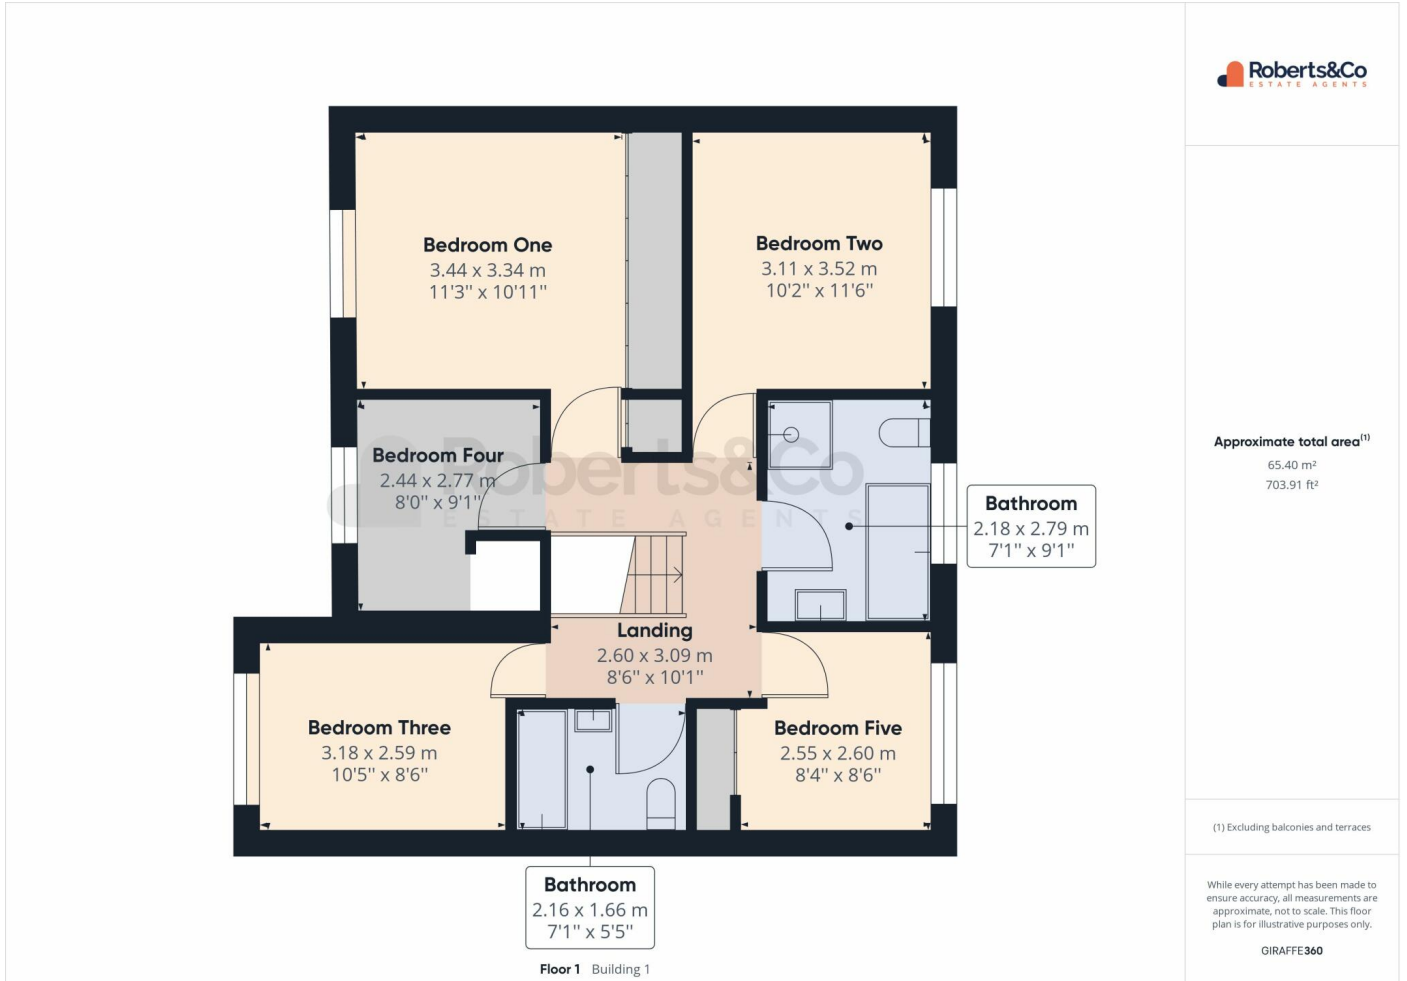 Roberts&Co
ESTATE AGENTS
Bedroom One
3.44 x 3.34 m
11'3" x 10'11"
Bedroom Two
3.11 x 3.52 m
10'2" x 11'6"
Bedroom Four
2.44 x 2.77 m
8'0" x 9'1"
Roberts&Co
ESTATE AGENTS
Bathroom
2.18 x 2.79 m
7'1" x 9'1"
Landing
2.60 x 3.09 m
8'6" x 10'1"
Bedroom Three
3.18 x 2.59 m
10'5" x 8'6"
Bedroom Five
2.55 x 2.60 m
8'4" x 8'6"
Bathroom
2.16 x 1.66 m
7'1" x 5'5"
Floor 1 Building 1
Approximate total area(1)
65.40 m²
703.91 ft²
(1) Excluding balconies and terraces
While every attempt has been made to
ensure accuracy, all measurements are
approximate, not to scale. This floor
plan is for illustrative purposes only.
GIRAFFE360